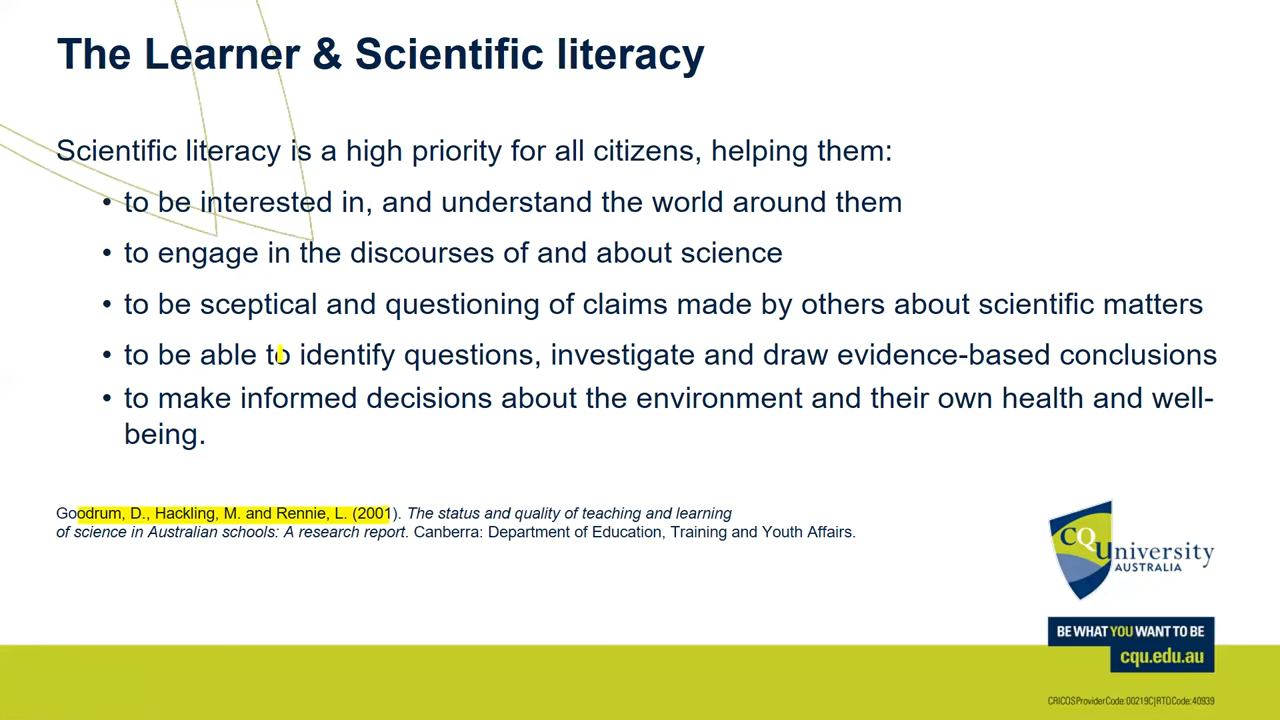 The Learner & Scientific literacy
Scientific literacy is a high priority for all citizens, helping them:
• to be interested in, and understand the world around them
• to engage in the discourses of and about science
• to be sceptical and questioning of claims made by others about scientific matters
• to be able to identify questions, investigate and draw evidence-based conclusions
• to make informed decisions about the environment and their own health and well-
being.
Goodrum, D., Hackling, M. and Rennie, L. (2001). The status and quality of teaching and learning
of science in Australian schools: A research report. Canberra: Department of Education, Training and Youth Affairs.
CQUniversity
AUSTRALIA
BE WHAT YOU WANT TO BE
cqu.edu.au
CRICOS Provider Code: 00219C | RTO Code: 40939